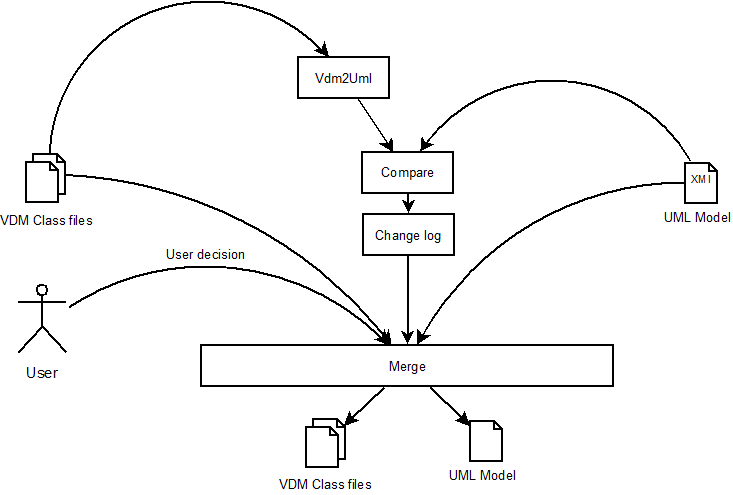 Vdm2Uml
Compare
XMI
VDM Class files
UML Model
Change log
User decision
Merge
User
VDM Class files
UML Model